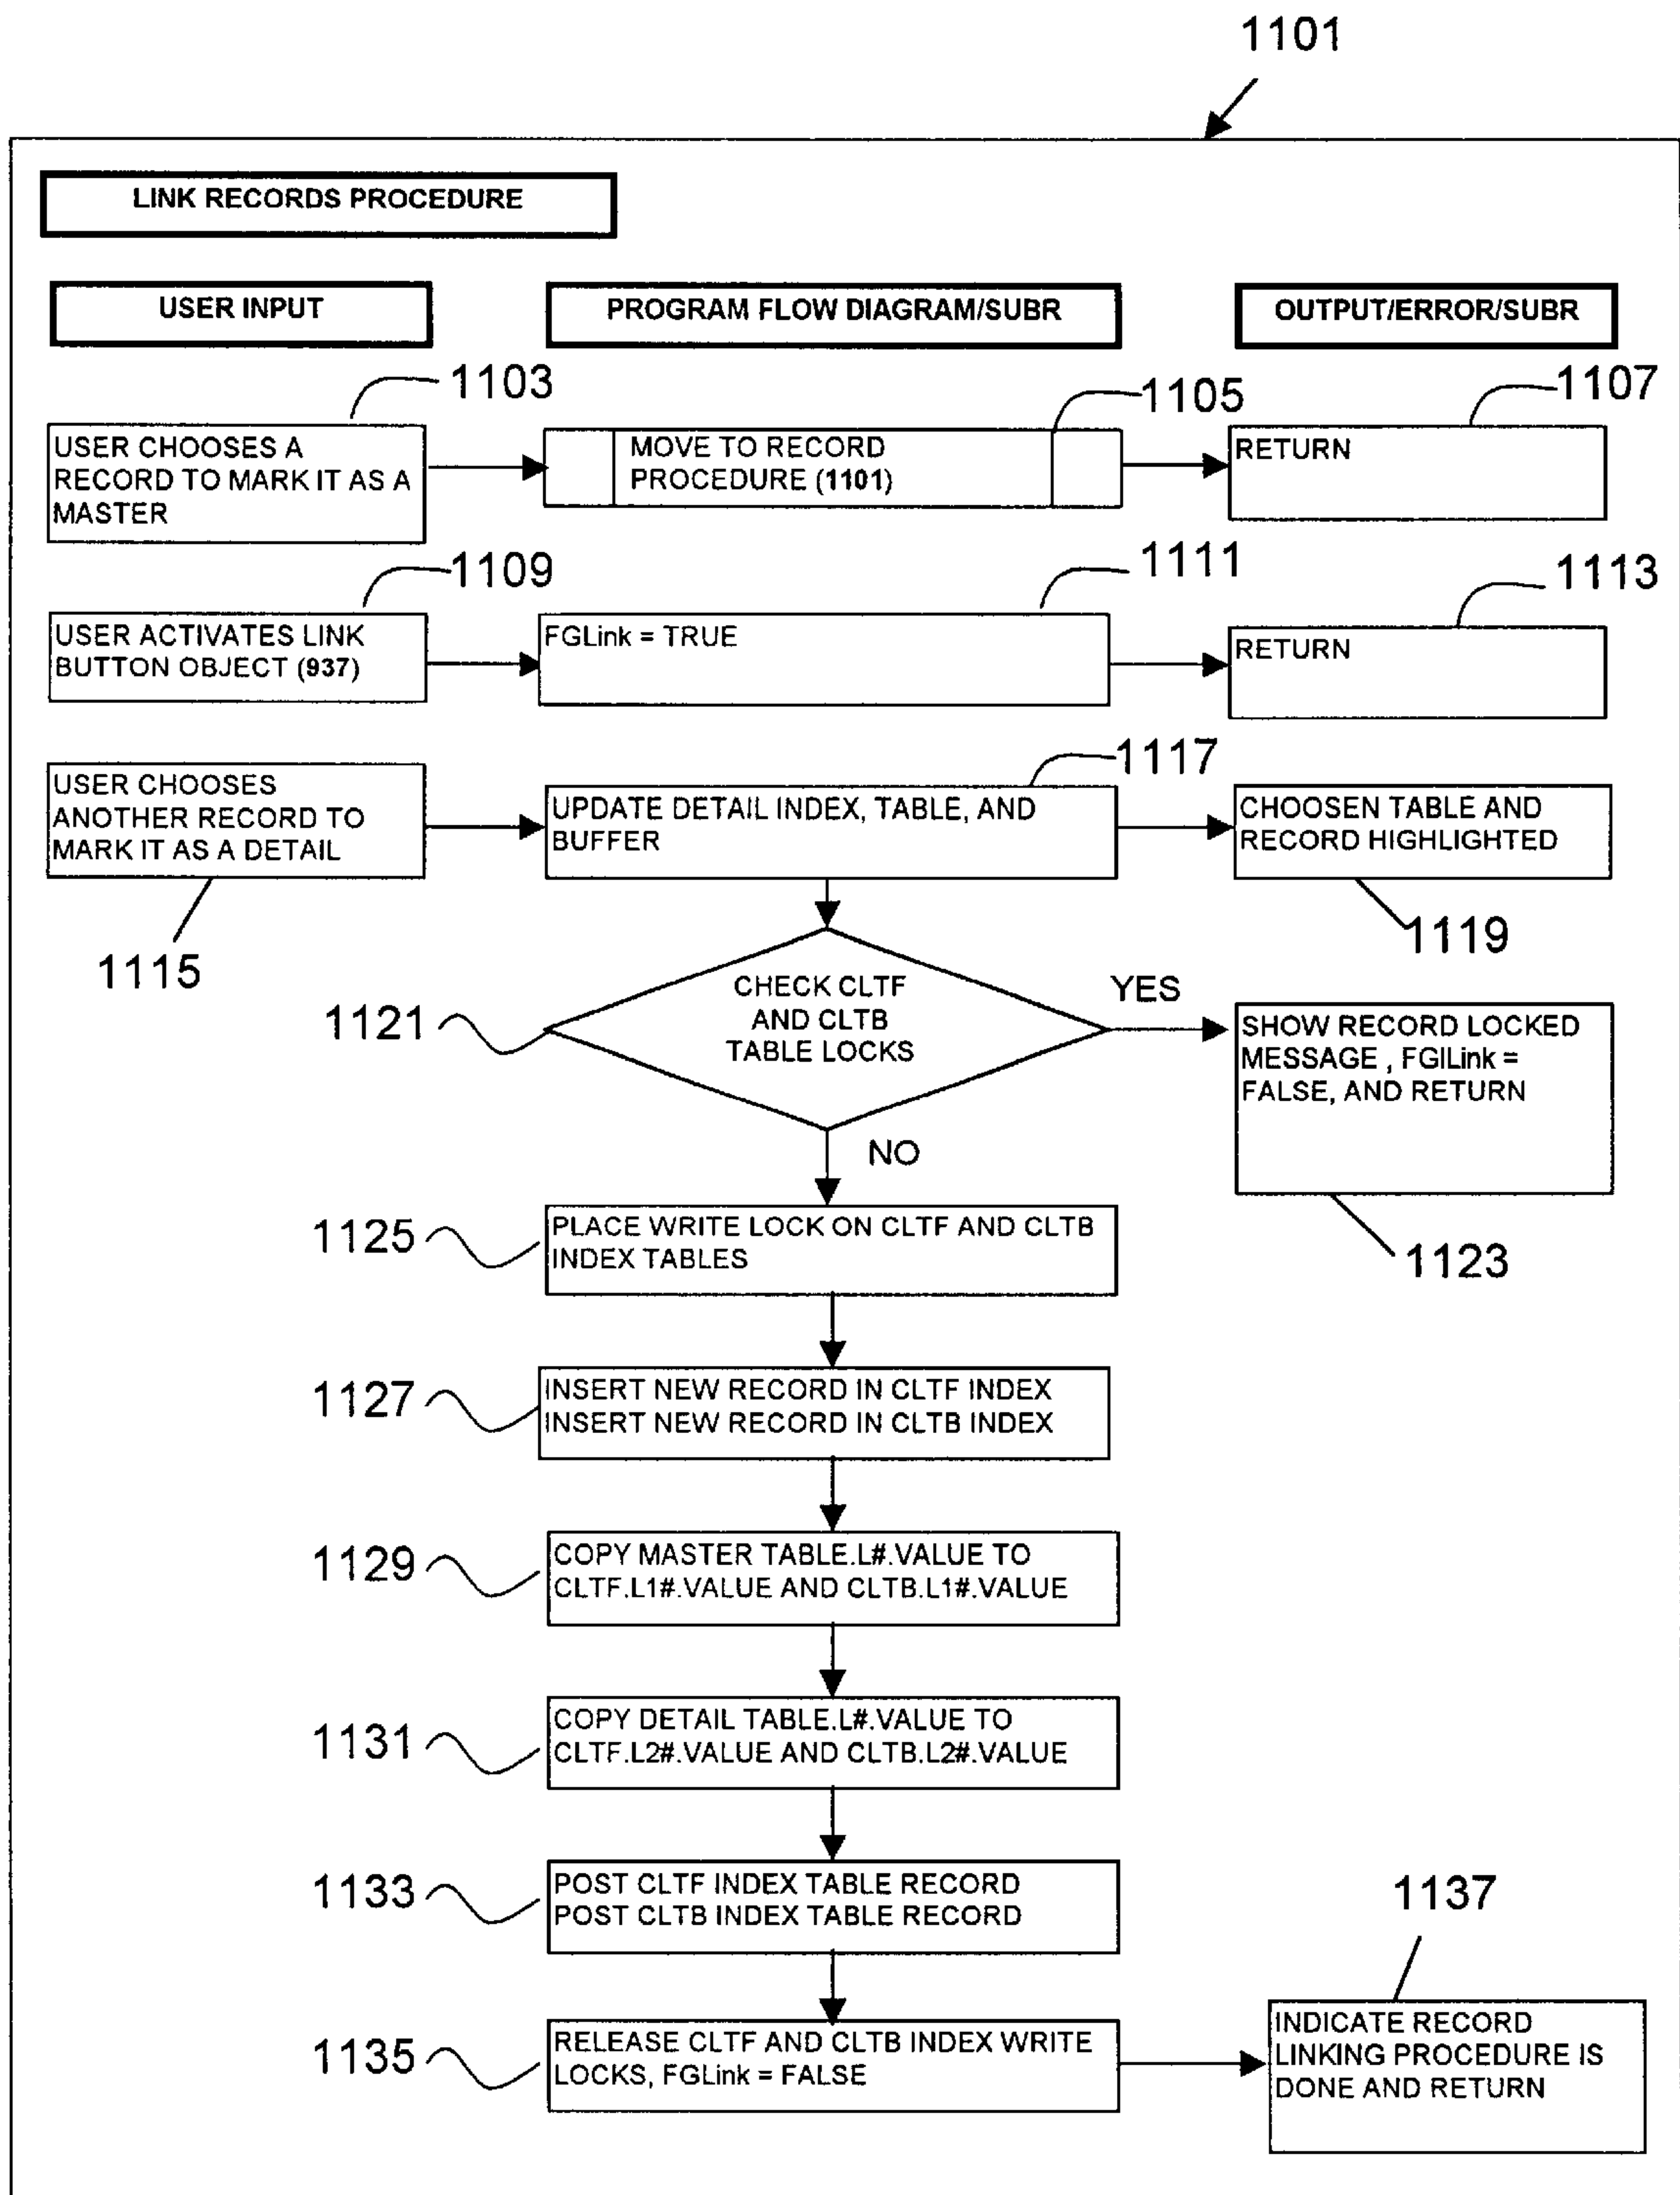 1101
LINK RECORDS PROCEDURE
USER INPUT
PROGRAM FLOW DIAGRAM/SUBR
OUTPUT/ERROR/SUBR
1103
1105
1107
USER CHOOSES A
RECORD TO MARK IT AS A
MASTER
MOVE TO RECORD
PROCEDURE (1101)
RETURN
1109
1111
1113
USER ACTIVATES LINK
BUTTON OBJECT (937)
FGLink = TRUE
RETURN
1117
USER CHOOSES
ANOTHER RECORD TO
MARK IT AS A DETAIL
UPDATE DETAIL INDEX, TABLE, AND
BUFFER
CHOOSEN TABLE AND
RECORD HIGHLIGHTED
1115
1119
1121
CHECK CLTF
AND CLTB
TABLE LOCKS
YES
SHOW RECORD LOCKED
MESSAGE , FGILink =
FALSE, AND RETURN
NO
1123
1125
PLACE WRITE LOCK ON CLTF AND CLTB
INDEX TABLES
1127
INSERT NEW RECORD IN CLTF INDEX
INSERT NEW RECORD IN CLTB INDEX
1129
COPY MASTER TABLE.L#.VALUE TO
CLTF.L1#.VALUE AND CLTB.L1#.VALUE
1131
COPY DETAIL TABLE.L#.VALUE TO
CLTF.L2#.VALUE AND CLTB.L2#.VALUE
1133
POST CLTF INDEX TABLE RECORD
POST CLTB INDEX TABLE RECORD
1137
1135
RELEASE CLTF AND CLTB INDEX WRITE
LOCKS, FGLink = FALSE
INDICATE RECORD
LINKING PROCEDURE IS
DONE AND RETURN